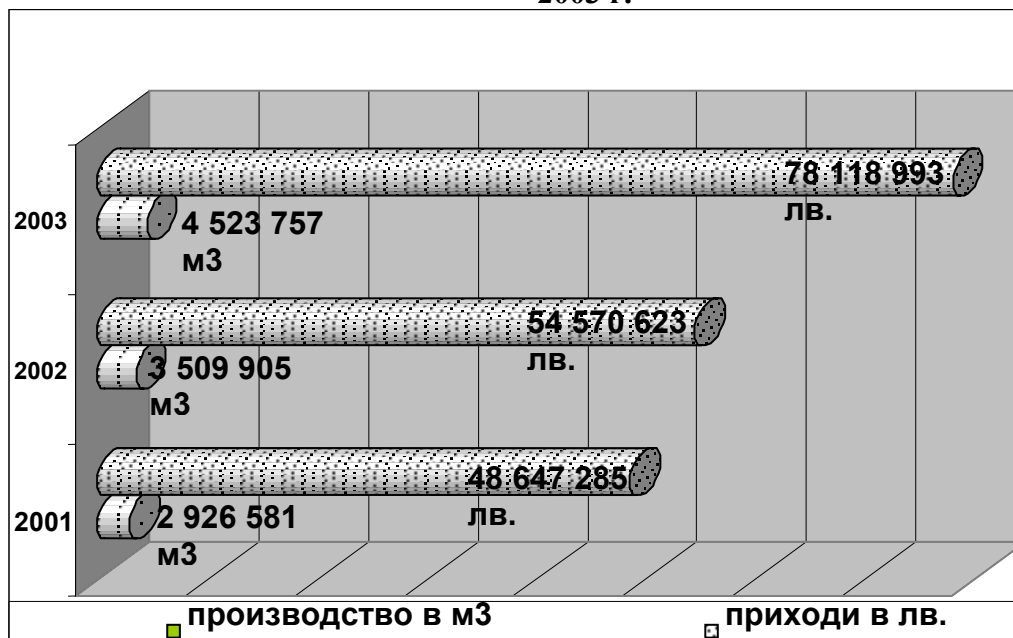 2003 г.
78 118 993
лв.
2003
4 523 757
м3
54 570 623
лв.
2002
3 509 905
м3
48 647 285
лв.
2001
2 926 581
м3
производство в м3 приходи в лв.